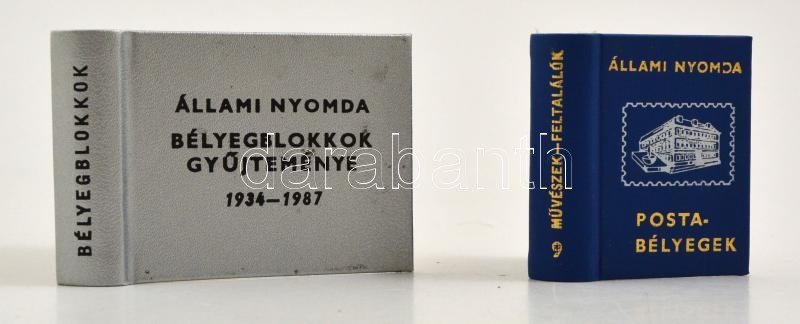 BÉLYEGBLOKKOK
ÁLLAMI NYOMDA
BÉLYEGBLOKKOK
GYŰJTEMÉNYE
1934–1987
MŰVÉSZEK-FELTALÁLÓK
ÁLLAMI NYOMDA
POSTA-
BÉLYEGEK
darabanth